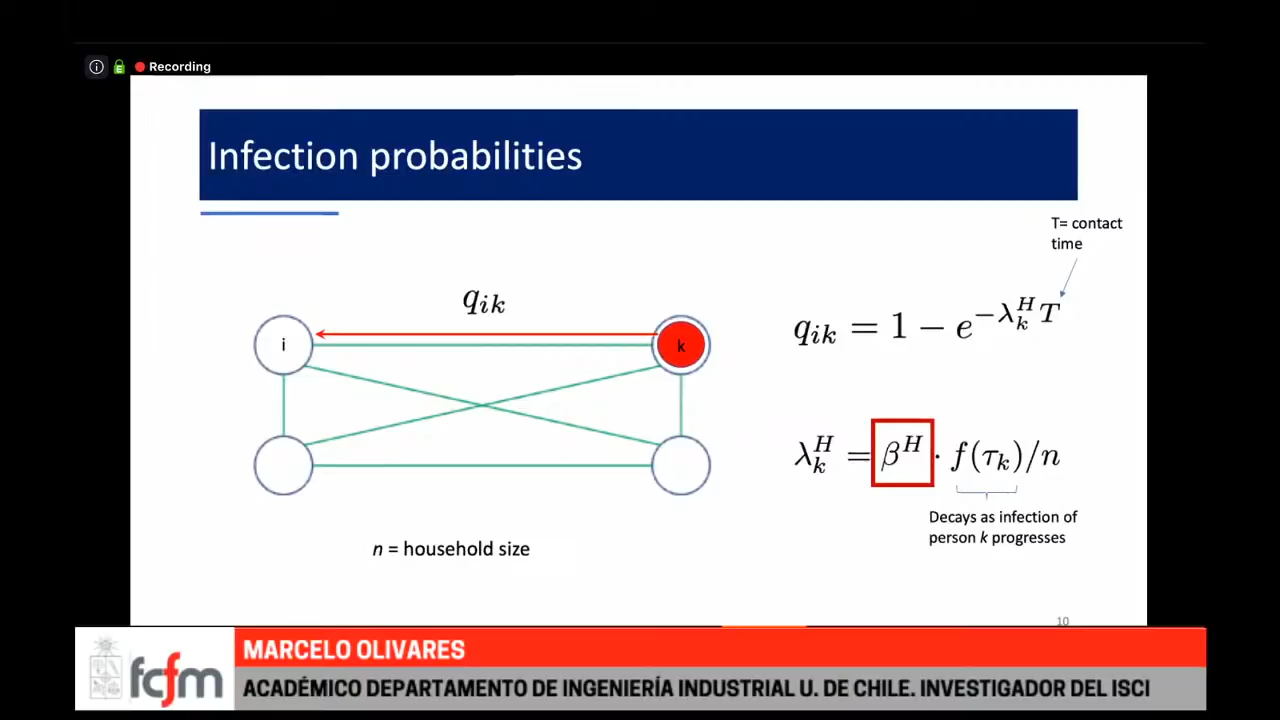 Recording
Infection probabilities
T= contact
time
q_{ik}
i
k
q_{ik} = 1 − e^{−λ_k^H T}
λ_k^H = β^H · f(τ_k)/n
Decays as infection of
person k progresses
n = household size
10
MARCELO OLIVARES
fcfm
ACADÉMICO DEPARTAMENTO DE INGENIERÍA INDUSTRIAL U. DE CHILE. INVESTIGADOR DEL ISCI